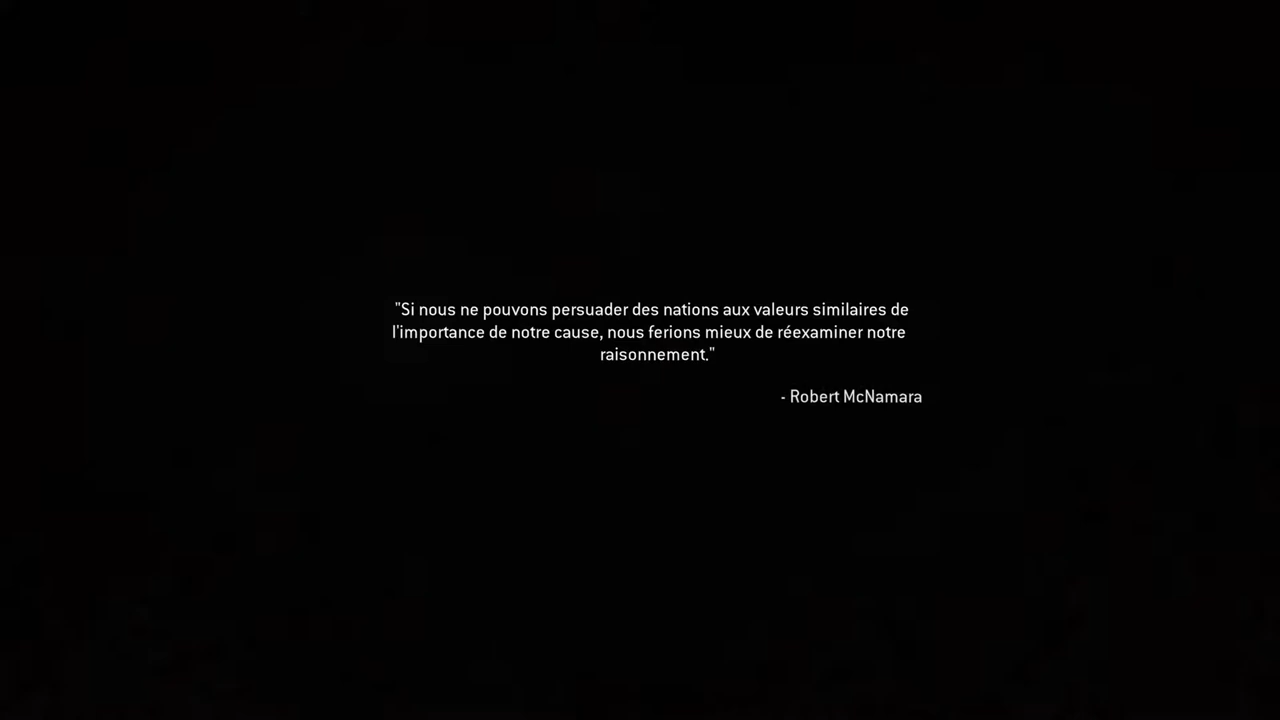 "Si nous ne pouvons persuader des nations aux valeurs similaires de
l'importance de notre cause, nous ferions mieux de réexaminer notre
raisonnement."
- Robert McNamara